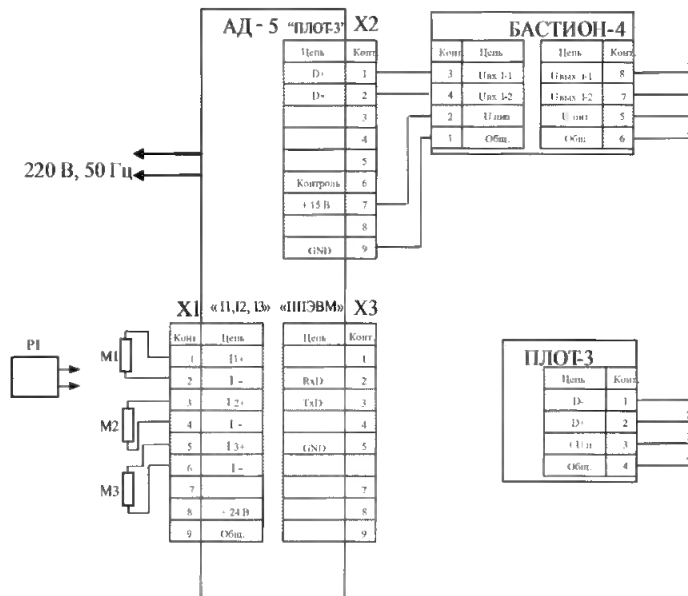 АД - 5 "ПЛОТ-3" X2
Цепь Конт.
D+ 1
D- 2
3
4
5
Контроль 6
+ 15 В 7
8
GND 9
БАСТИОН-4
Конт Цепь
3 Uвх 1-1
4 Uвх 1-2
2 U пит
1 Общ.
Цепь Конт
Uвых 1-1 8
Uвых 1-2 7
U пит 5
Общ 6
220 В, 50 Гц
X1 « I1,I2, I3»
Конт Цепь
1 I1+
2 I -
3 I 2+
4 I -
5 I 3+
6 I -
7
8 + 24 В
9 Общ.
«ППЭВМ» X3
Цепь Конт.
1
RxD 2
TxD 3
4
GND 5
7
8
9
P1
M1
M2
M3
ПЛОТ-3
Цепь Конт
D- 1
D+ 2
3
Общ. 4